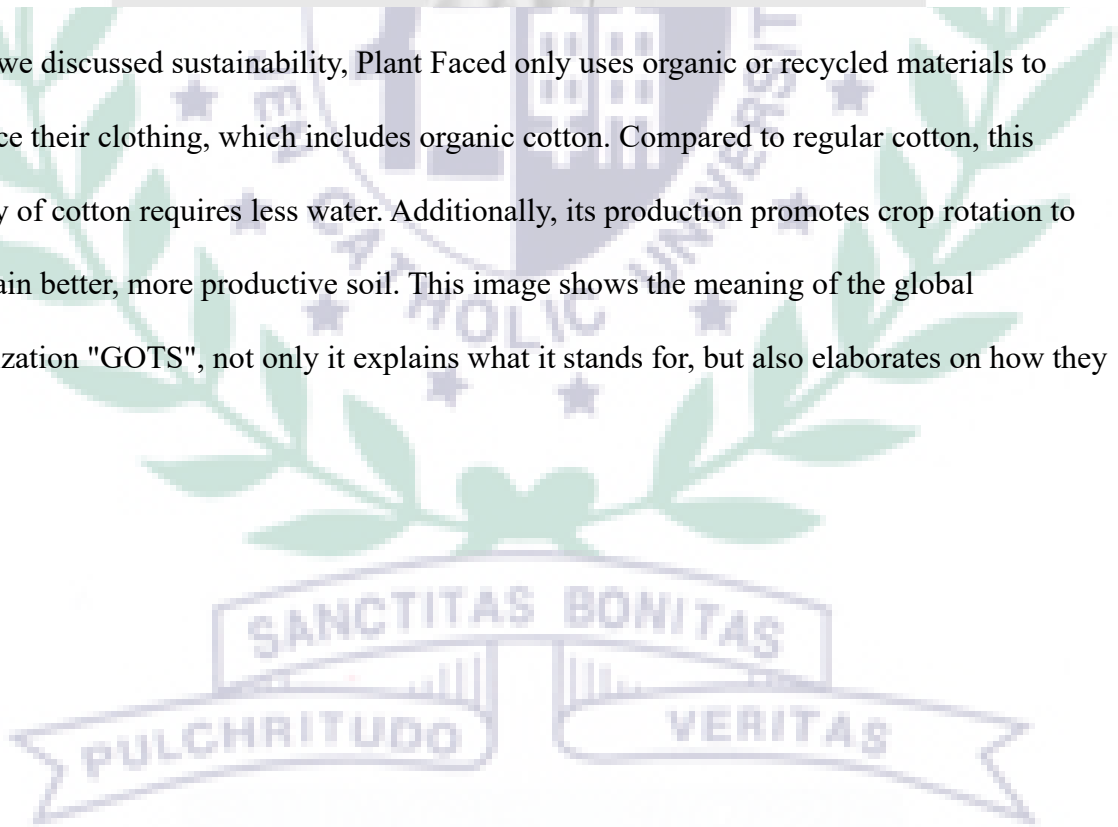 we discussed sustainability, Plant Faced only uses organic or recycled materials to
ce their clothing, which includes organic cotton. Compared to regular cotton, this
y of cotton requires less water. Additionally, its production promotes crop rotation to
ain better, more productive soil. This image shows the meaning of the global
zation "GOTS", not only it explains what it stands for, but also elaborates on how they
CATHOLIC UNIVERSIT
SANCTITAS BONITAS
PULCHRITUDO VERITAS